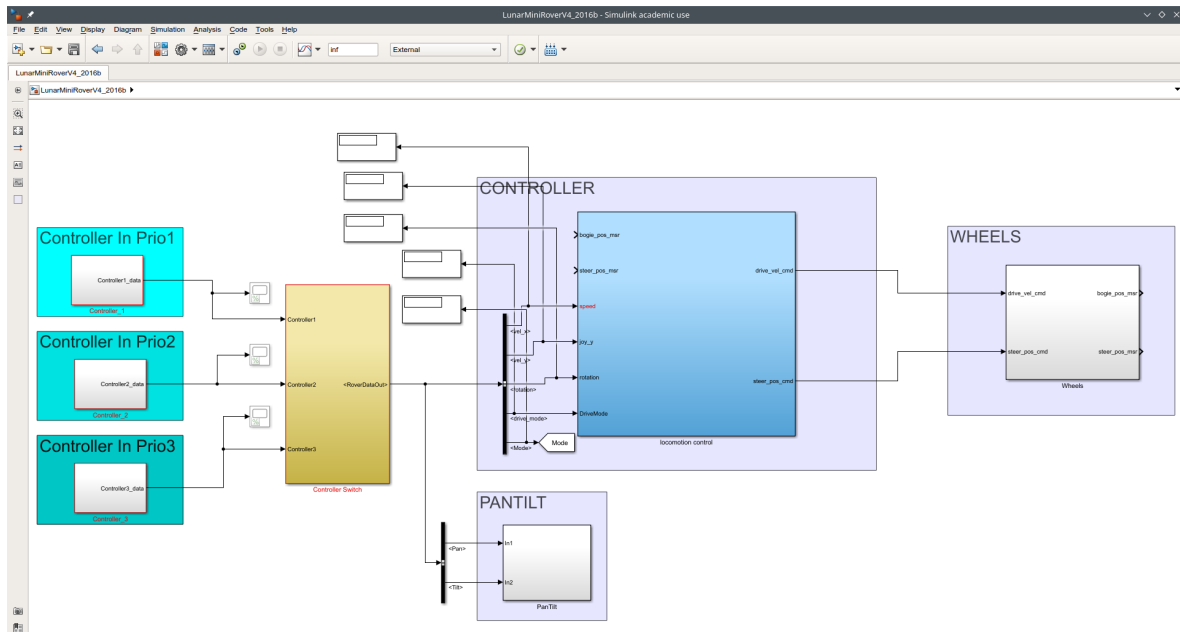 LunarMiniRoverV4_2016b - Simulink academic use
File Edit View Display Diagram Simulation Analysis Code Tools Help
inf
External
LunarMiniRoverV4_2016b
LunarMiniRoverV4_2016b
CONTROLLER
Controller In Prio1
Controller1_data
Controller_1
Controller In Prio2
Controller2_data
Controller_2
Controller In Prio3
Controller3_data
Controller_3
Controller1
Controller2
Controller3
<RoverDataOut>
Controller Switch
<vel_x>
<vel_y>
<rotation>
<drive_mode>
<Mode>
Mode
bogie_pos_msr
steer_pos_msr
speed
joy_y
rotation
DriveMode
drive_vel_cmd
steer_pos_cmd
locomotion control
WHEELS
drive_vel_cmd
steer_pos_cmd
bogie_pos_msr
steer_pos_msr
Wheels
PANTILT
<Pan>
<Tilt>
In1
In2
PanTilt